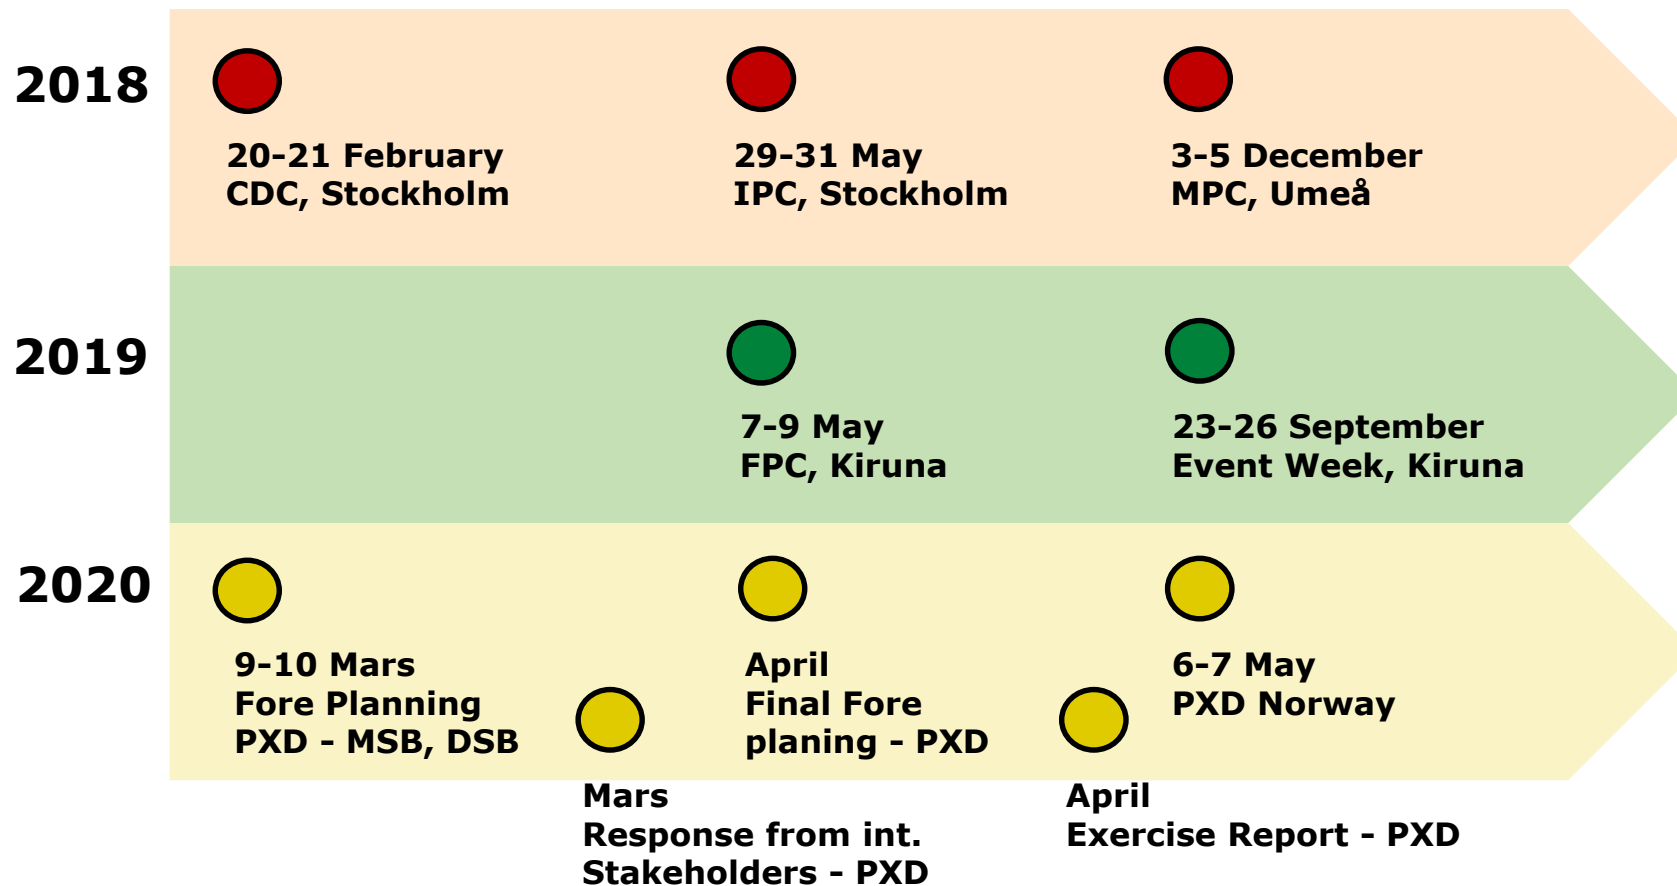 2018
20-21 February
CDC, Stockholm
29-31 May
IPC, Stockholm
3-5 December
MPC, Umeå
2019
7-9 May
FPC, Kiruna
23-26 September
Event Week, Kiruna
2020
9-10 Mars
Fore Planning
PXD - MSB, DSB
Mars
Response from int.
Stakeholders - PXD
April
Final Fore
planing - PXD
April
Exercise Report - PXD
6-7 May
PXD Norway